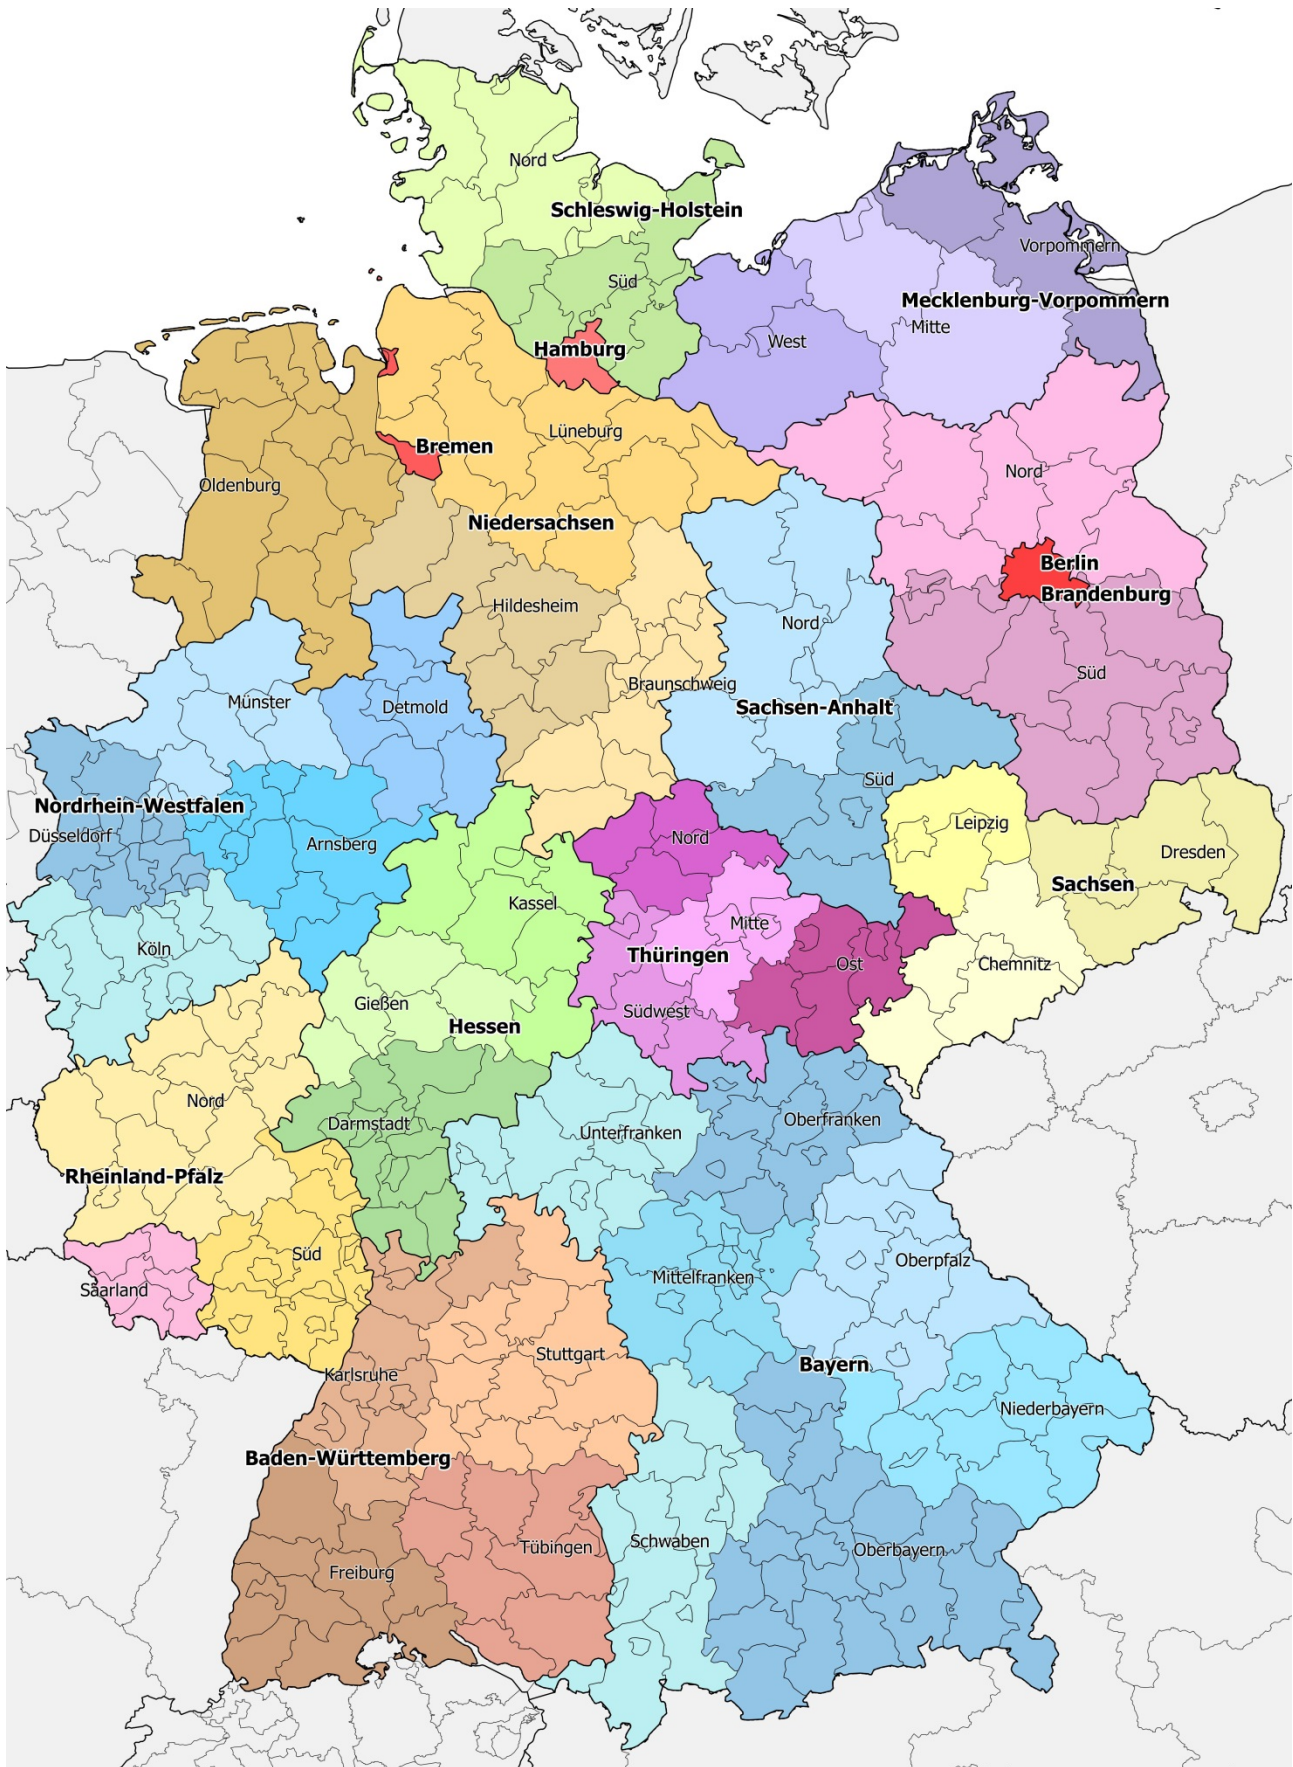 Nord
Schleswig-Holstein
Vorpommern
Süd
Mecklenburg-Vorpommern
Mitte
West
Hamburg
Lüneburg
Bremen
Nord
Oldenburg
Niedersachsen
Berlin
Brandenburg
Hildesheim
Nord
Süd
Braunschweig
Münster
Detmold
Sachsen-Anhalt
Süd
Nordrhein-Westfalen
Leipzig
Düsseldorf
Nord
Arnsberg
Dresden
Sachsen
Kassel
Mitte
Köln
Thüringen
Ost
Chemnitz
Gießen
Südwest
Hessen
Nord
Darmstadt
Oberfranken
Unterfranken
Rheinland-Pfalz
Süd
Oberpfalz
Mittelfranken
Saarland
Stuttgart
Bayern
Karlsruhe
Niederbayern
Baden-Württemberg
Schwaben
Tübingen
Oberbayern
Freiburg